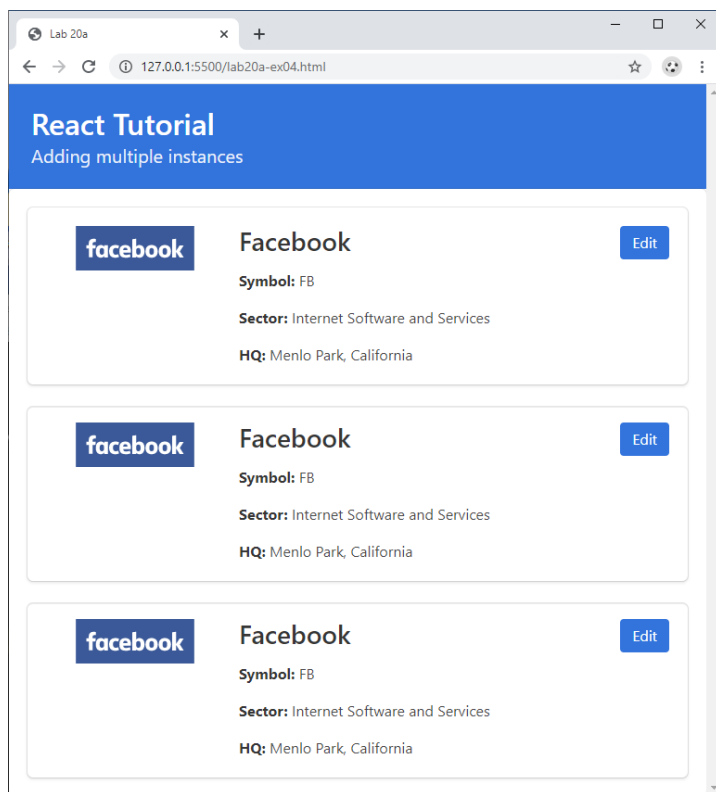 Lab 20a
127.0.0.1:5500/lab20a-ex04.html
React Tutorial
Adding multiple instances
facebook
Facebook
Edit
Symbol: FB
Sector: Internet Software and Services
HQ: Menlo Park, California
facebook
Facebook
Edit
Symbol: FB
Sector: Internet Software and Services
HQ: Menlo Park, California
facebook
Facebook
Edit
Symbol: FB
Sector: Internet Software and Services
HQ: Menlo Park, California